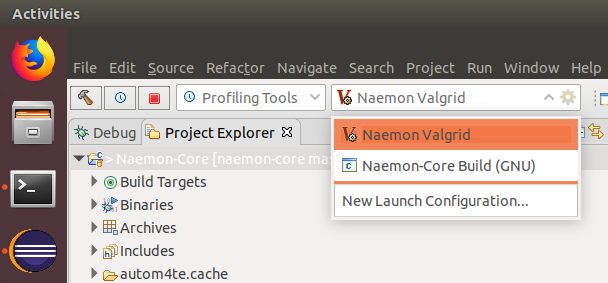 Activities
File Edit Source Refactor Navigate Search Project Run Window Help
Profiling Tools Naemon Valgrid
Naemon Valgrid
Debug Project Explorer
Naemon-Core Build (GNU)
> Naemon-Core [naemon-core mas
New Launch Configuration...
Build Targets
Binaries
Archives
Includes
autom4te.cache